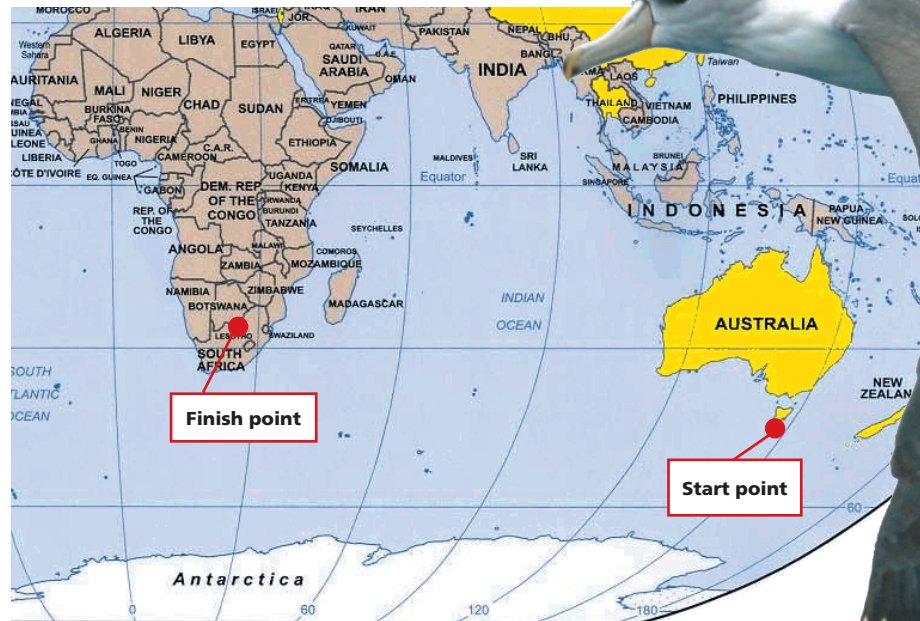 MOROCCO
ALGERIA
LIBYA
EGYPT
ISRAEL
JOR.
IRAN
KUWAIT
QATAR
U.A.E.
SAUDI
ARABIA
OMAN
PAKISTAN
NEPAL
BHU.
INDIA
LAOS
Taiwan
Western
Sahara
MALI
NIGER
CHAD
SUDAN
ERITREA
YEMEN
DJIBOUTI
THAILAND
VIETNAM
CAMBODIA
PHILIPPINES
BURKINA
FASO
BENIN
GHANA
NIGERIA
TOGO
LIBERIA
CÔTE D'IVOIRE
C.A.R.
CAMEROON
ETHIOPIA
SOMALIA
MALDIVES
SRI
LANKA
BRUNEI
MALAYSIA
SINGAPORE
Equator
EQ. GUINEA
GABON
REP. OF
THE
CONGO
DEM. REP.
OF THE
CONGO
UGANDA
KENYA
RWANDA
BURUNDI
TANZANIA
SEYCHELLES
INDONESIA
PAPUA
NEW GUINEA
ANGOLA
MALAWI
ZAMBIA
COMOROS
MOZAMBIQUE
NAMIBIA
ZIMBABWE
BOTSWANA
MADAGASCAR
INDIAN
OCEAN
AUSTRALIA
LESOTHO
SWAZILAND
SOUTH
AFRICA
SOUTH
OCEAN
NEW
Finish point
Start point
60
Antarctica
0
60
120
180